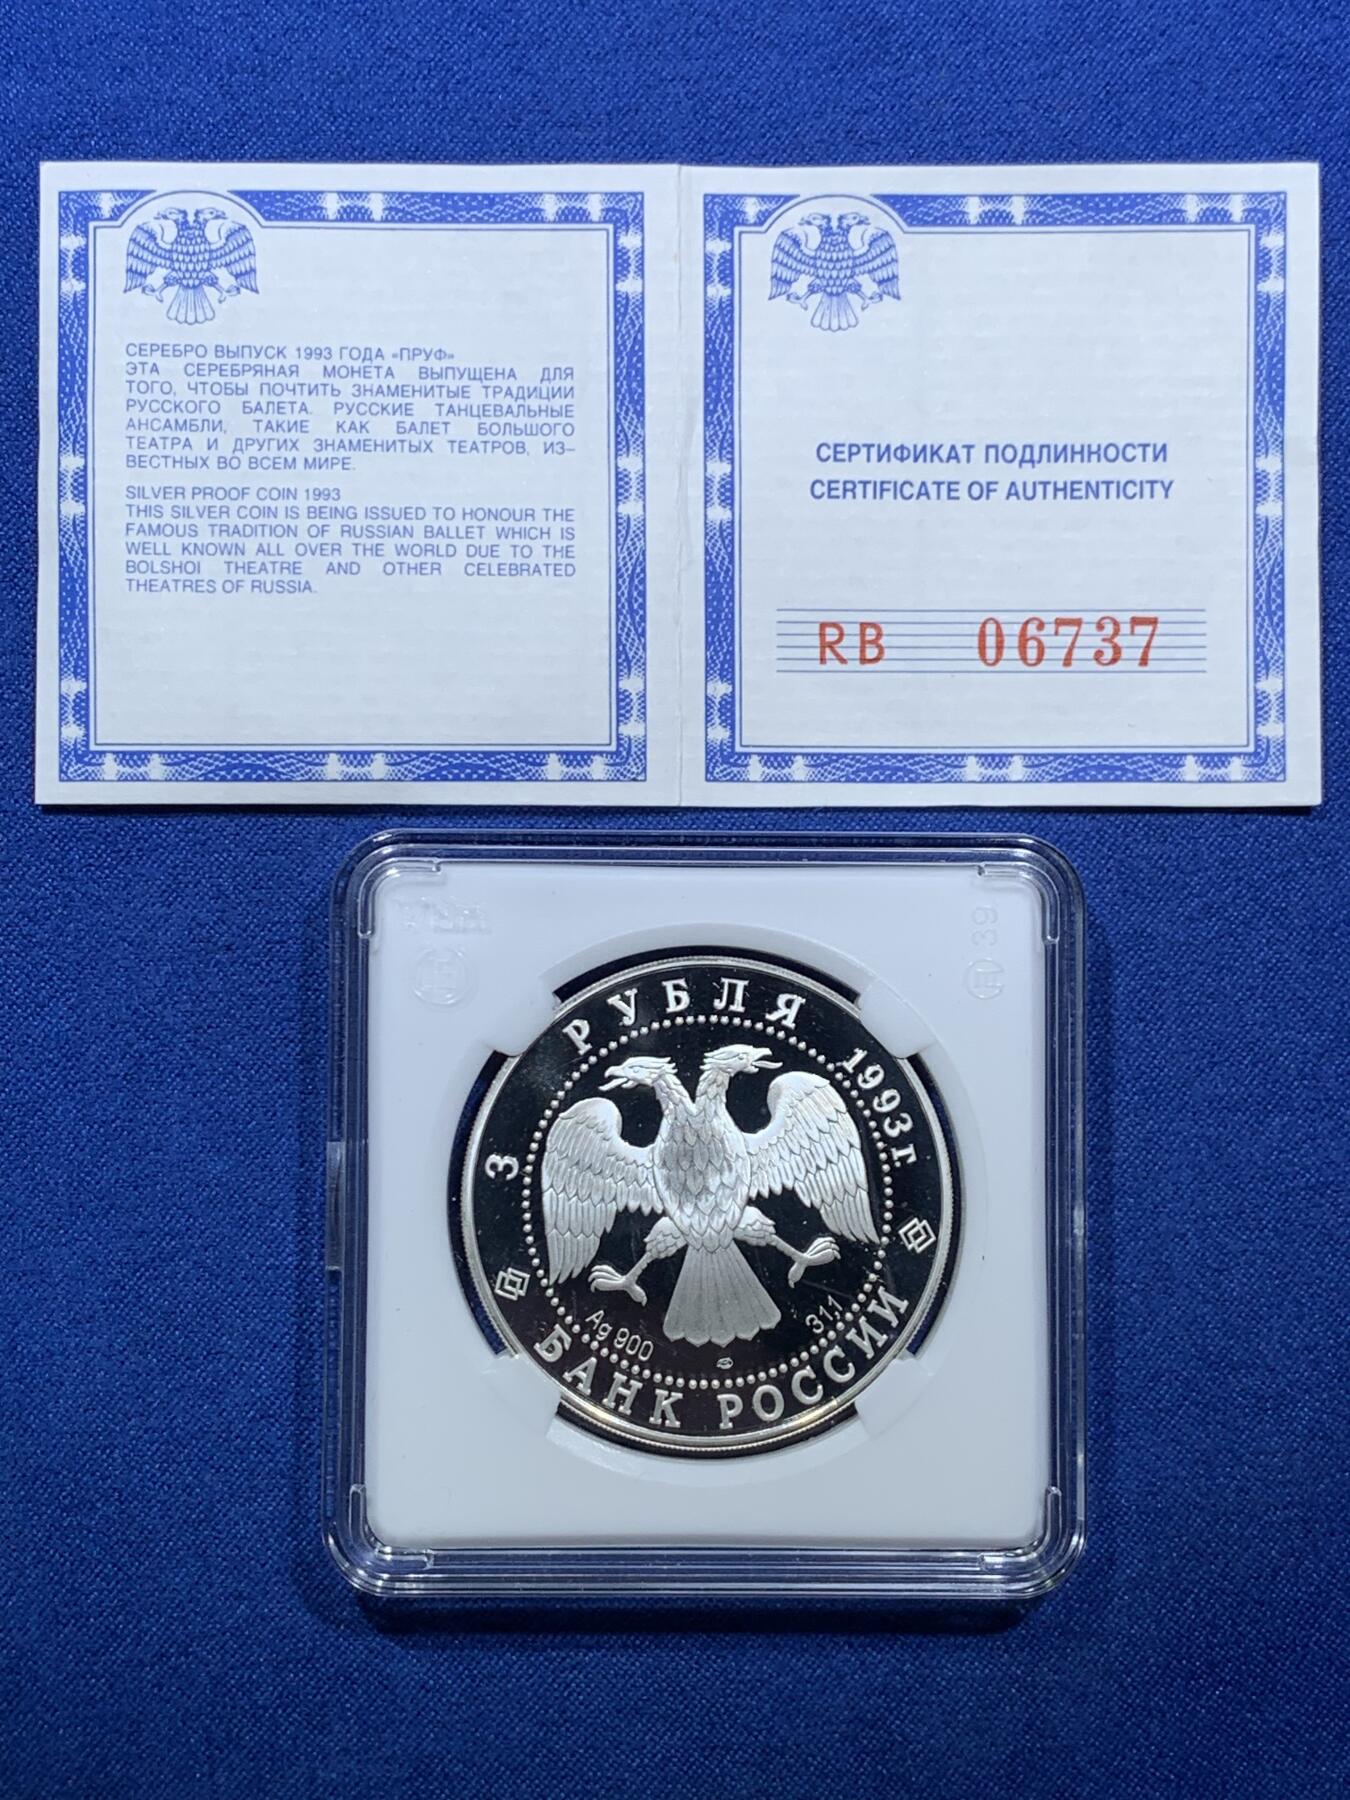 СЕРЕБРО ВЫПУСК 1993 ГОДА «ПРУФ»
ЭТА СЕРЕБРЯНАЯ МОНЕТА ВЫПУЩЕНА ДЛЯ
ТОГО, ЧТОБЫ ПОЧТИТЬ ЗНАМЕНИТЫЕ ТРАДИЦИИ
РУССКОГО БАЛЕТА. РУССКИЕ ТАНЦЕВАЛЬНЫЕ
АНСАМБЛИ, ТАКИЕ КАК БАЛЕТ БОЛЬШОГО
ТЕАТРА И ДРУГИХ ЗНАМЕНИТЫХ ТЕАТРОВ, ИЗ–
ВЕСТНЫХ ВО ВСЕМ МИРЕ.
SILVER PROOF COIN 1993
THIS SILVER COIN IS BEING ISSUED TO HONOUR THE
FAMOUS TRADITION OF RUSSIAN BALLET WHICH IS
WELL KNOWN ALL OVER THE WORLD DUE TO THE
BOLSHOI THEATRE AND OTHER CELEBRATED
THEATRES OF RUSSIA.
СЕРТИФИКАТ ПОДЛИННОСТИ
CERTIFICATE OF AUTHENTICITY
RB 06737
39
3 РУБЛЯ 1993г.
Ag 900 31,1
БАНК РОССИИ